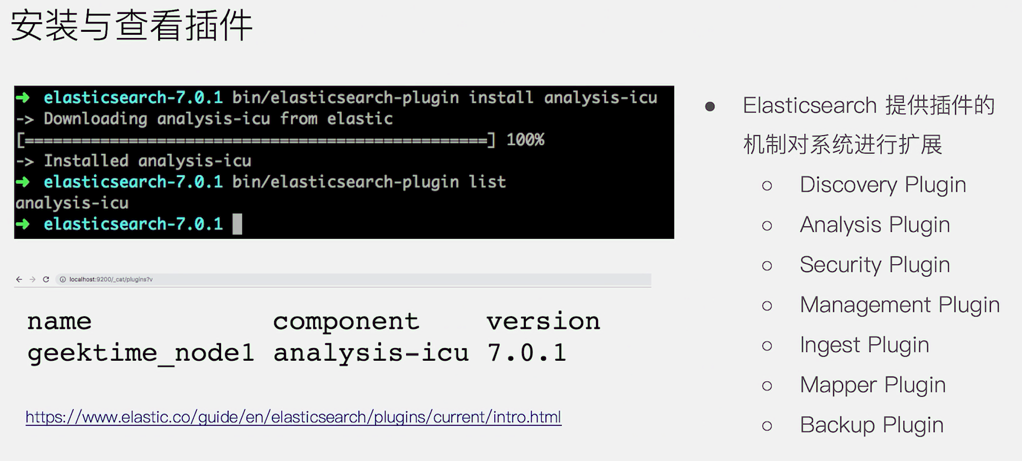 安装与查看插件
➜ elasticsearch-7.0.1 bin/elasticsearch-plugin install analysis-icu
-> Downloading analysis-icu from elastic
[=================================================] 100%
-> Installed analysis-icu
➜ elasticsearch-7.0.1 bin/elasticsearch-plugin list
analysis-icu
➜ elasticsearch-7.0.1
localhost:9200/_cat/plugins?v
name component version
geektime_node1 analysis-icu 7.0.1
https://www.elastic.co/guide/en/elasticsearch/plugins/current/intro.html
● Elasticsearch 提供插件的
机制对系统进行扩展
○ Discovery Plugin
○ Analysis Plugin
○ Security Plugin
○ Management Plugin
○ Ingest Plugin
○ Mapper Plugin
○ Backup Plugin